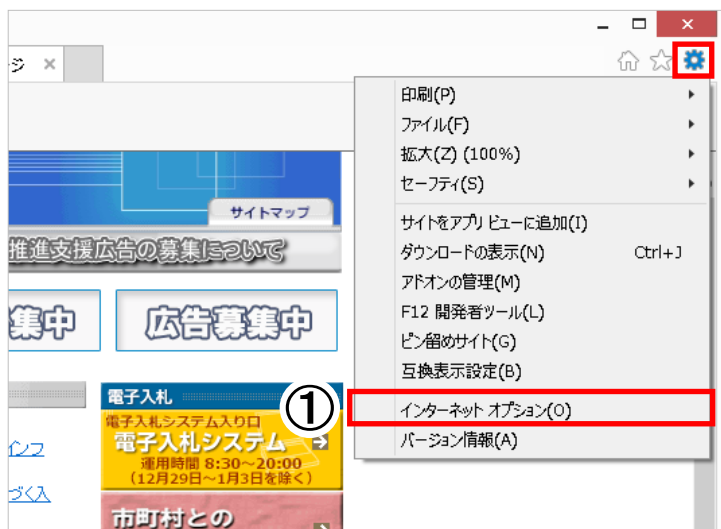 ジ ×
印刷(P)
ファイル(F)
拡大(Z) (100%)
セーフティ(S)
サイトをアプリ ビューに追加(I)
ダウンロードの表示(N) Ctrl+J
アドオンの管理(M)
F12 開発者ツール(L)
ピン留めサイト(G)
互換表示設定(B)
インターネット オプション(O)
バージョン情報(A)
サイトマップ
推進支援広告の募集について
集中
広告募集中
電子入札
①
電子入札システム入り口
電子入札システム
運用時間 8:30～20:00
(12月29日～1月3日を除く)
インフ
づく入
市町村との